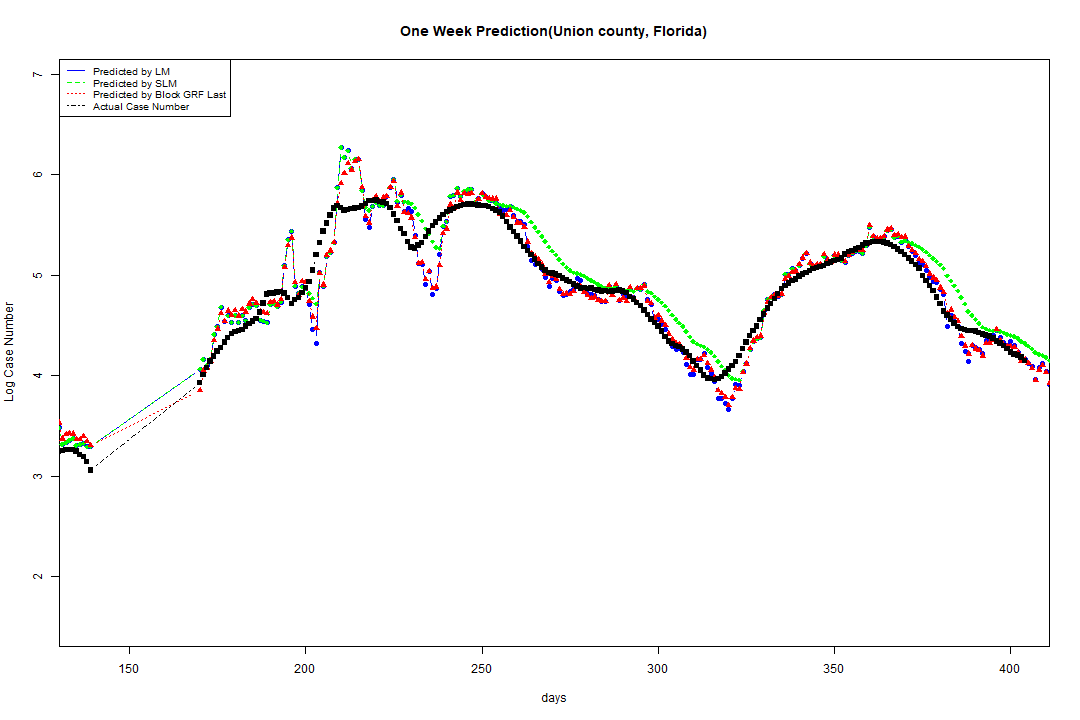 One Week Prediction(Union county, Florida)
Predicted by LM
Predicted by SLM
Predicted by Block GRF Last
Actual Case Number
7
6
5
4
3
2
Log Case Number
150 200 250 300 350 400
days